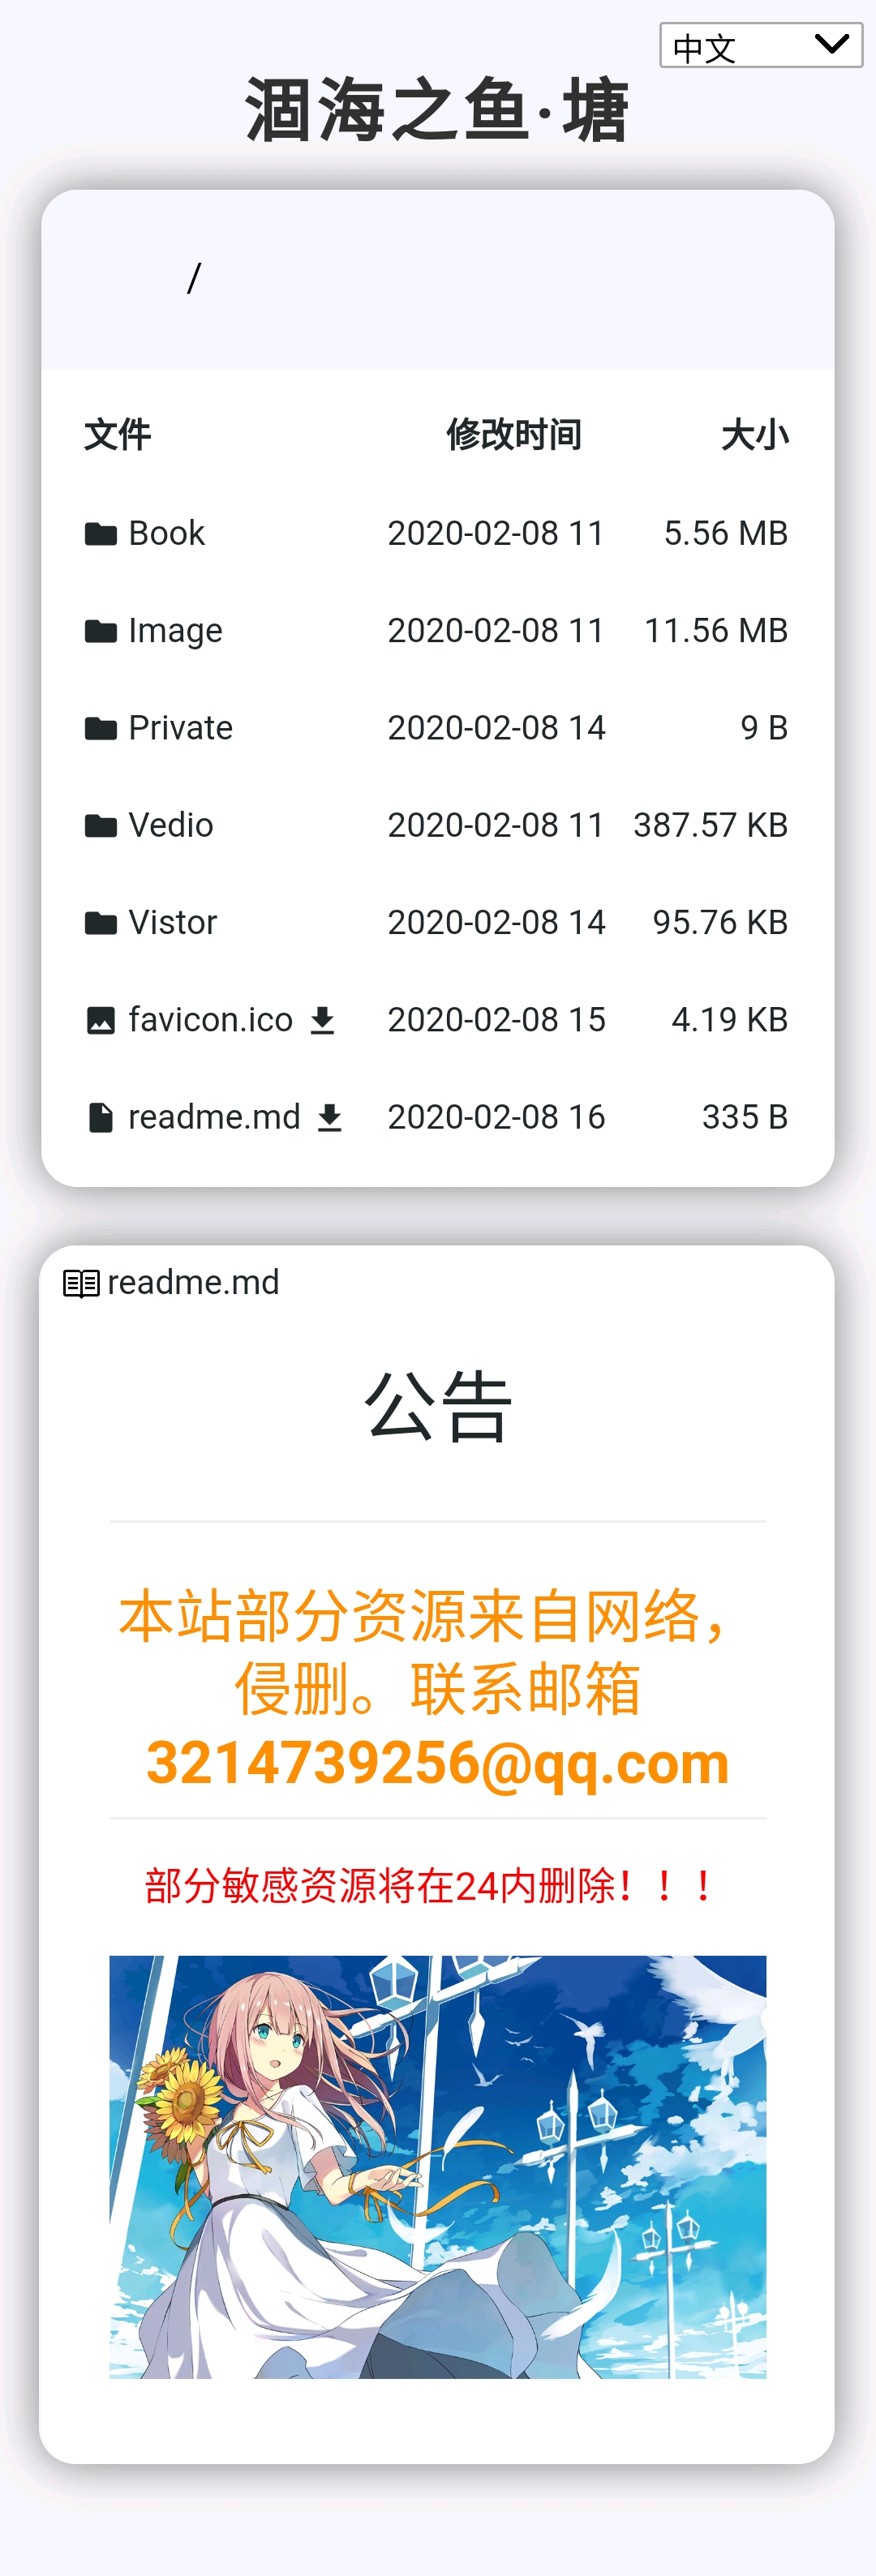 中文
涸海之鱼·塘
/
文件 修改时间 大小
Book 2020-02-08 11 5.56 MB
Image 2020-02-08 11 11.56 MB
Private 2020-02-08 14 9 B
Vedio 2020-02-08 11 387.57 KB
Vistor 2020-02-08 14 95.76 KB
favicon.ico 2020-02-08 15 4.19 KB
readme.md 2020-02-08 16 335 B
readme.md
公告
本站部分资源来自网络，
侵删。联系邮箱
3214739256@qq.com
部分敏感资源将在24内删除！！！